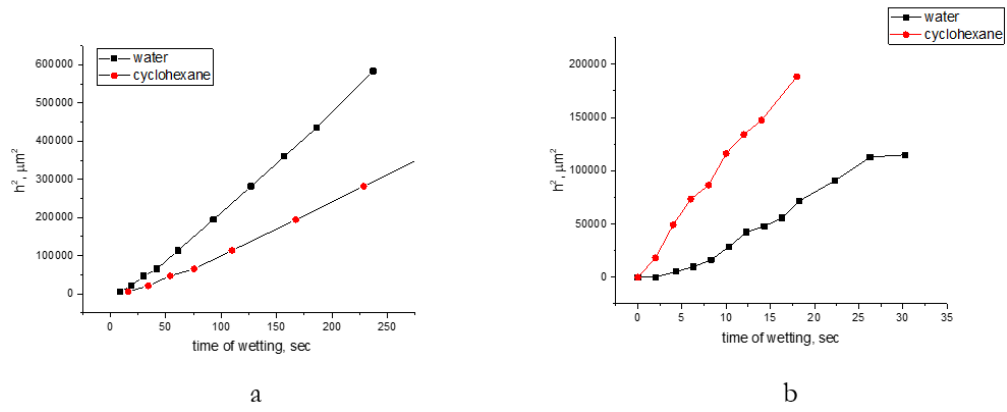 water
cyclohexane
600000
500000
400000
300000
200000
100000
0
h², μm²
0 50 100 150 200 250
time of wetting, sec
a
water
cyclohexane
200000
150000
100000
50000
0
h², μm²
0 5 10 15 20 25 30 35
time of wetting, sec
b